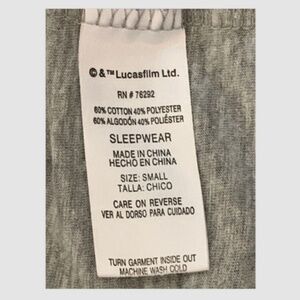 © & ™ Lucasfilm Ltd.
RN # 76292
60% COTTON 40% POLYESTER
60% ALGODÓN 40% POLIÉSTER
SLEEPWEAR
MADE IN CHINA
HECHO EN CHINA
SIZE: SMALL
TALLA: CHICO
CARE ON REVERSE
VER AL DORSO PARA CUIDADO
TURN GARMENT INSIDE OUT
MACHINE WASH COLD